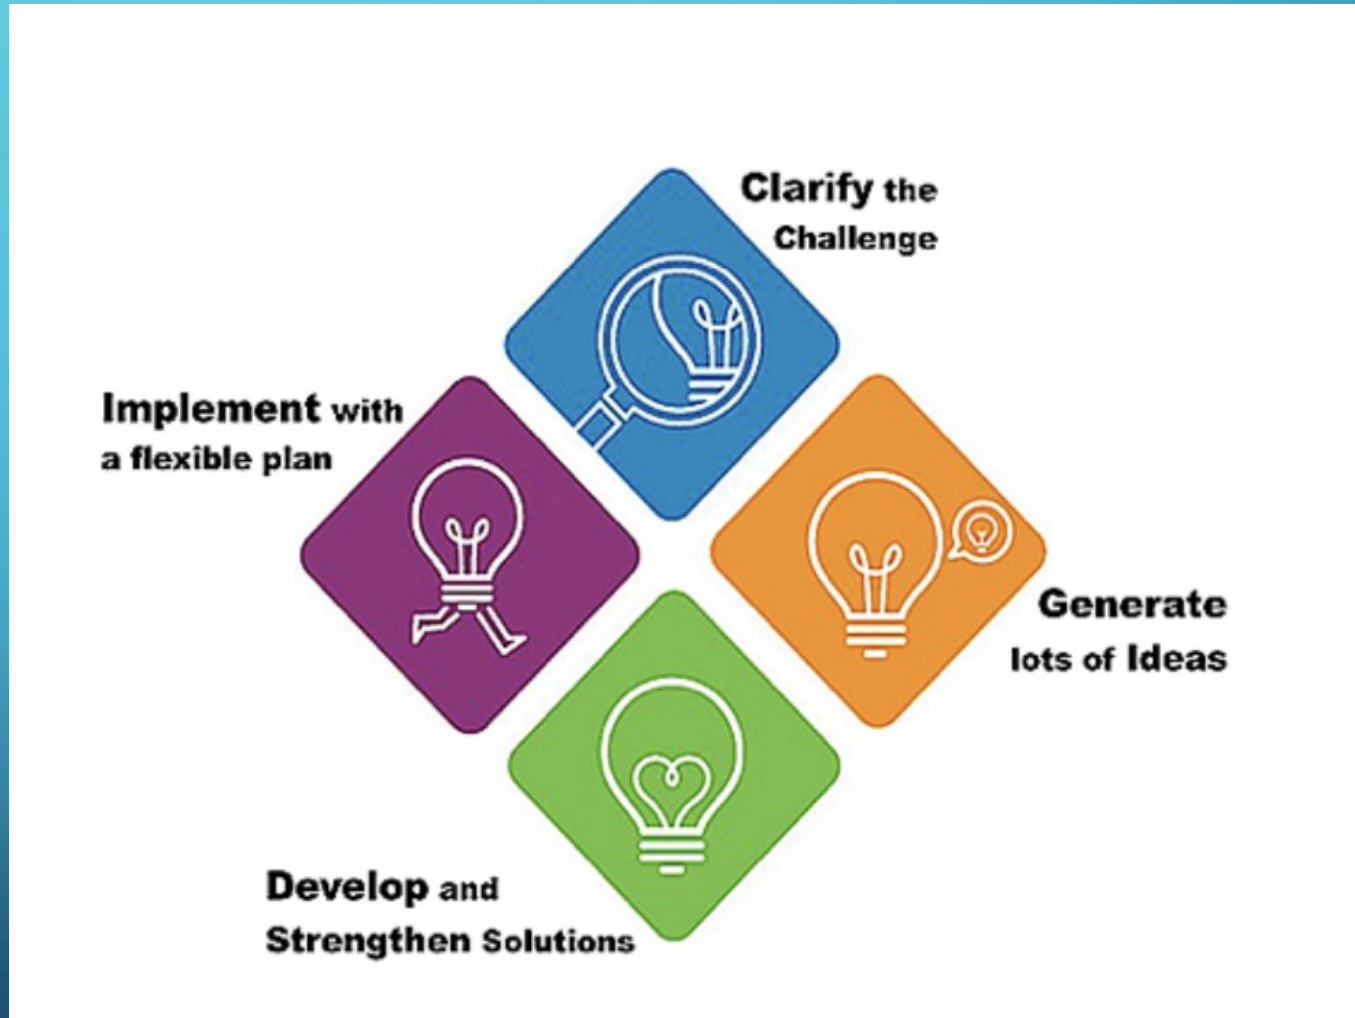 Clarify the
Challenge
Implement with
a flexible plan
Generate
lots of Ideas
Develop and
Strengthen Solutions